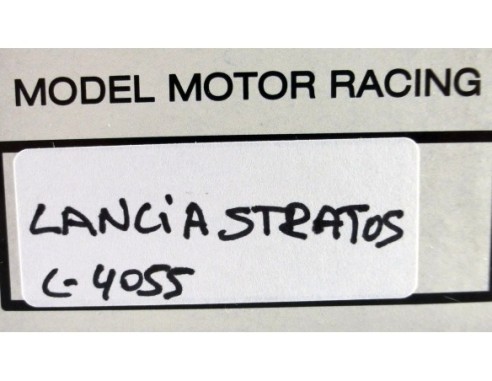 MODEL MOTOR RACING
LANCiA STRATOS
C-4055